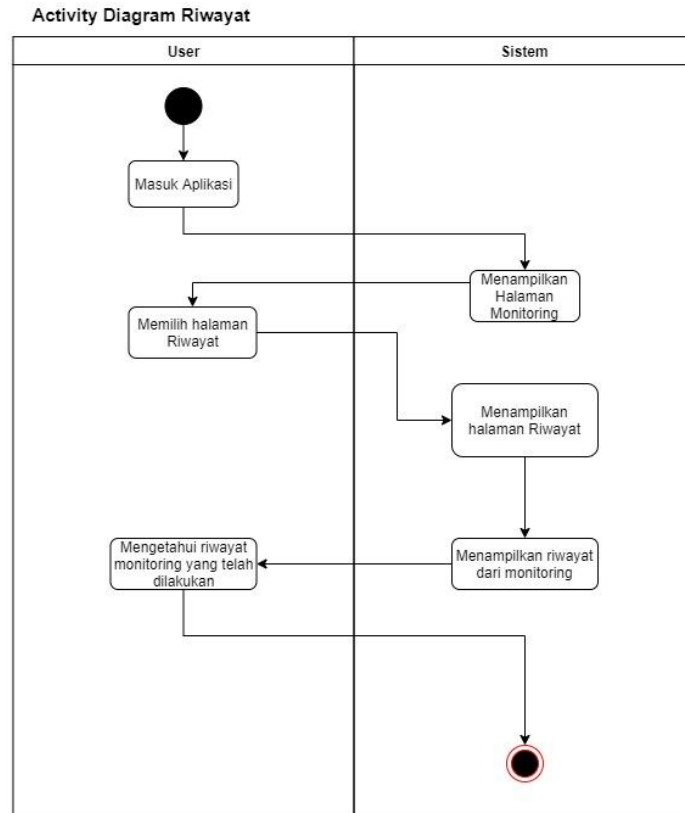 Activity Diagram Riwayat
User
Sistem
Masuk Aplikasi
Menampilkan
Halaman
Monitoring
Memilih halaman
Riwayat
Menampilkan
halaman Riwayat
Menampilkan riwayat
dari monitoring
Mengetahui riwayat
monitoring yang telah
dilakukan